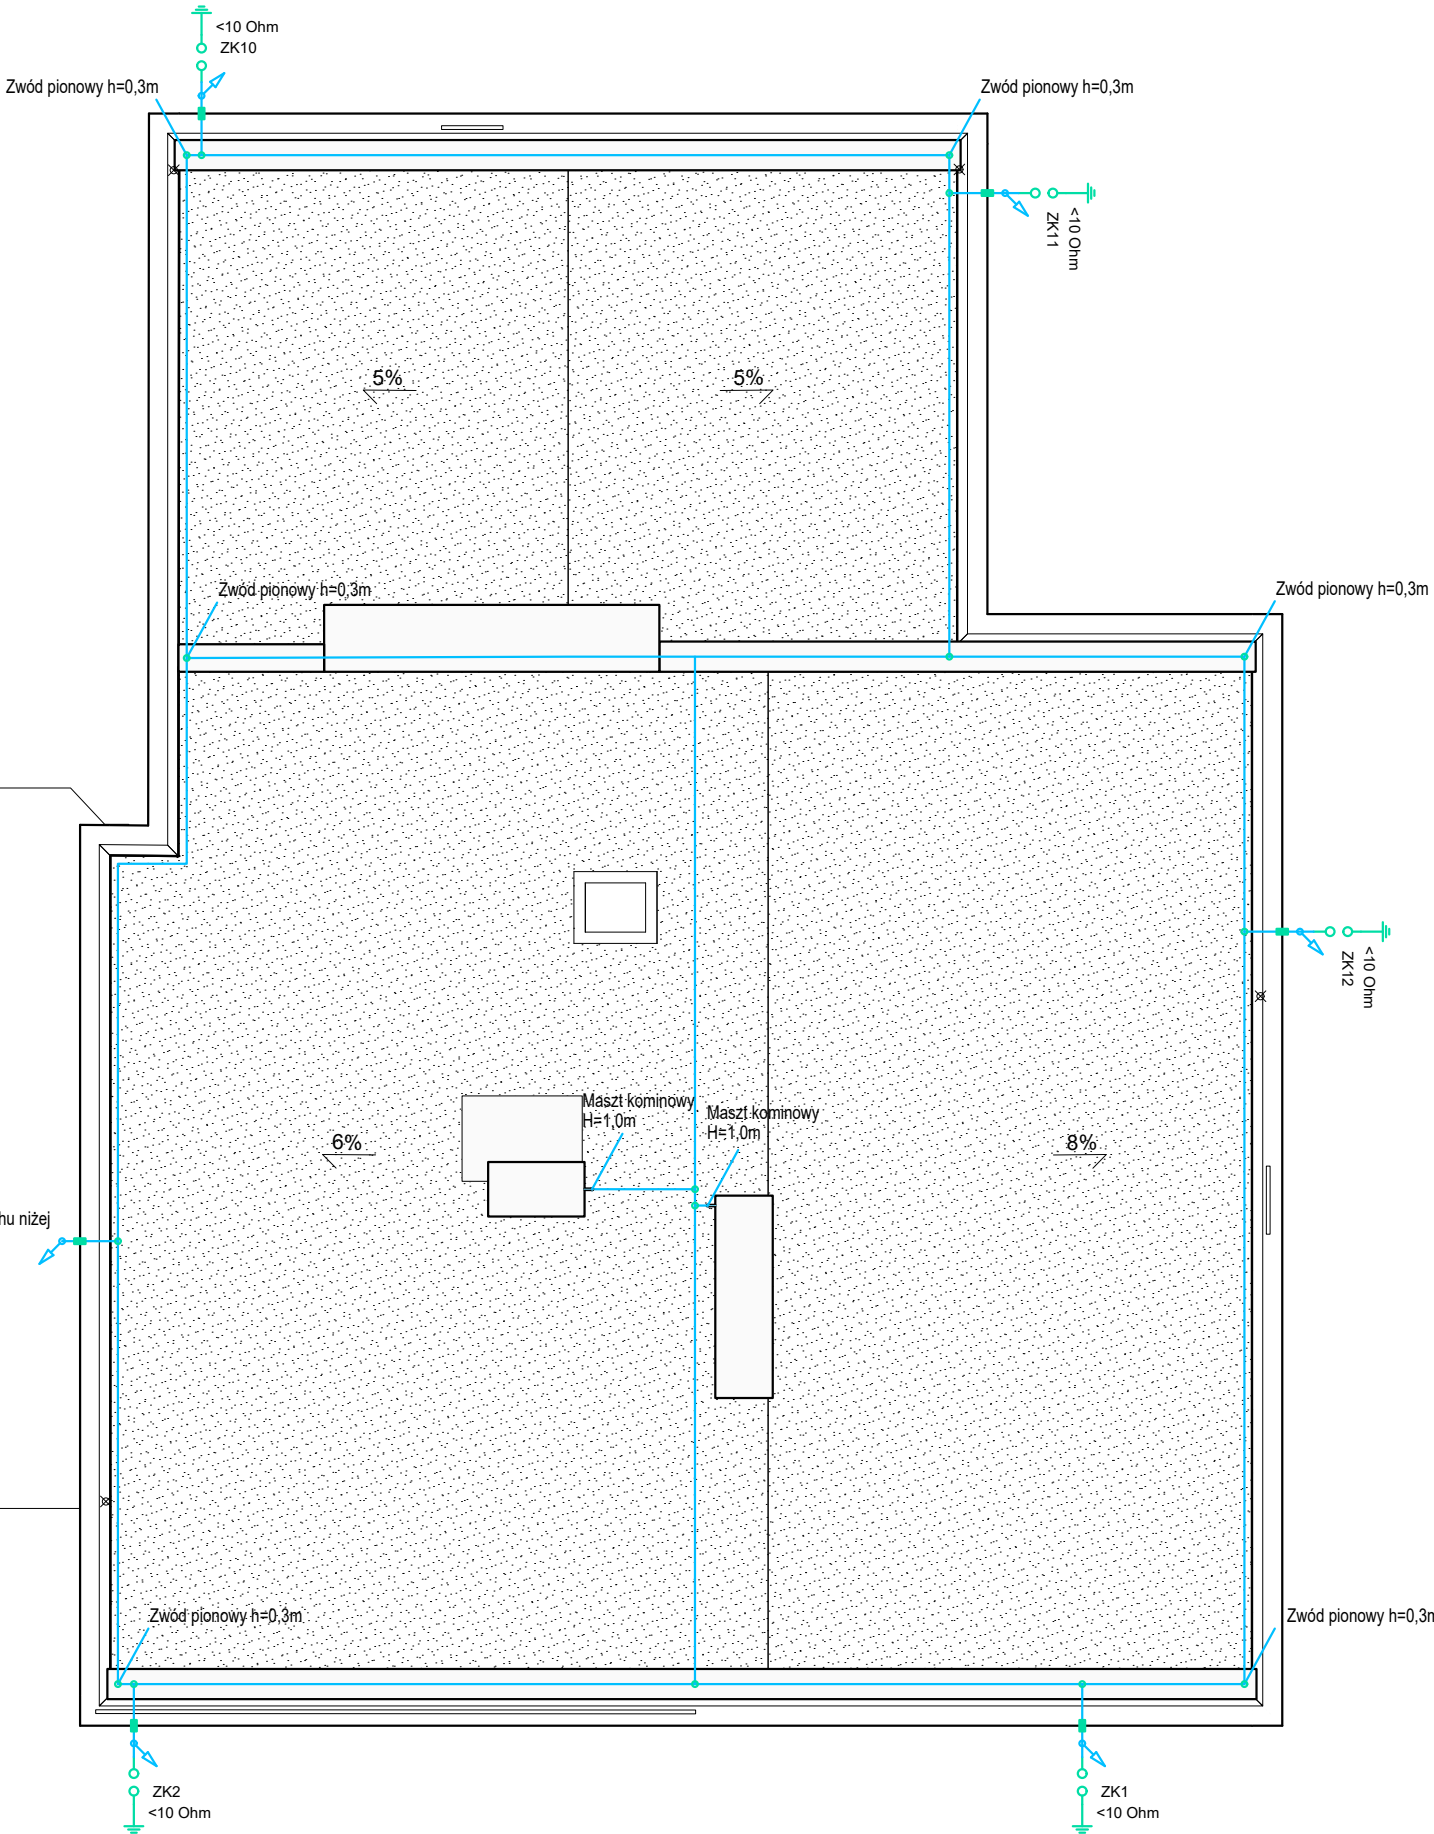 <10 Ohm
ZK10
Zwód pionowy h=0,3m
Zwód pionowy h=0,3m
<10 Ohm
ZK11
5%
5%
Zwód pionowy h=0,3m
Zwód pionowy h=0,3m
<10 Ohm
ZK12
Maszt kominowy
H=1,0m
Maszt kominowy
H=1,0m
6%
8%
hu niżej
Zwód pionowy h=0,3m
Zwód pionowy h=0,3m
ZK2
<10 Ohm
ZK1
<10 Ohm